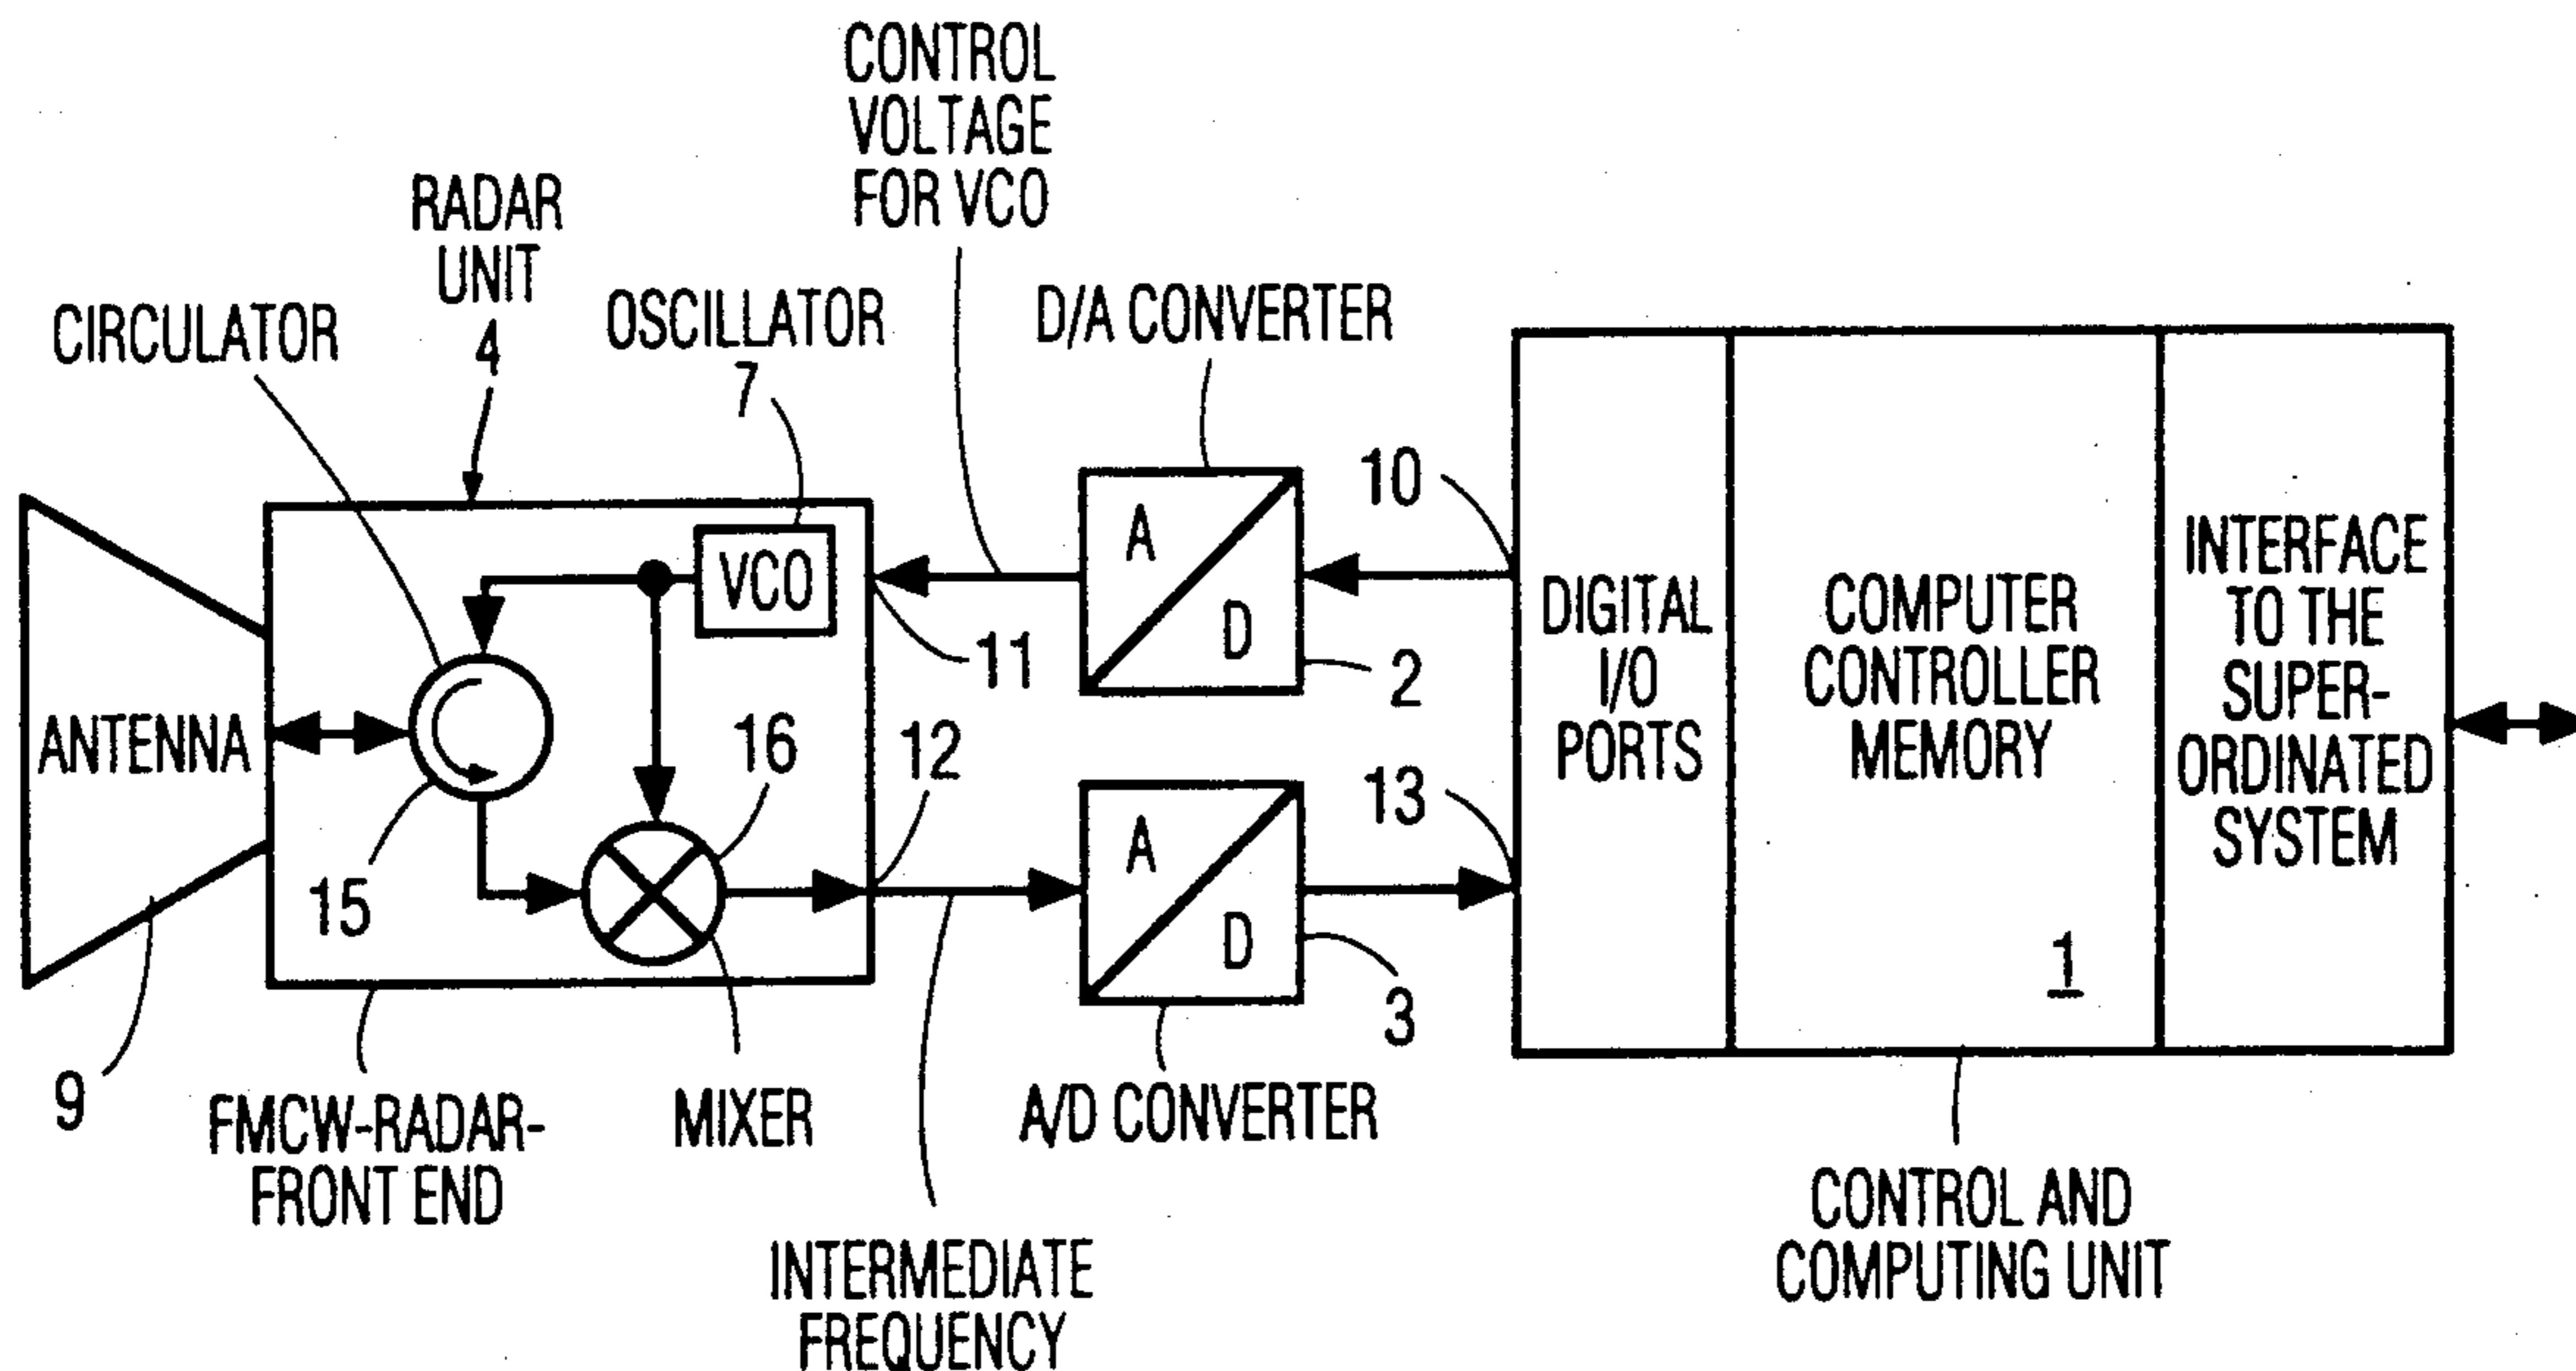 CONTROL
VOLTAGE
FOR VCO
RADAR
UNIT
4
CIRCULATOR
OSCILLATOR
7
D/A CONVERTER
VCO
A
D
10
11
2
ANTENNA
16
12
13
15
A
D
3
9
DIGITAL
I/O
PORTS
COMPUTER
CONTROLLER
MEMORY
1
INTERFACE
TO THE
SUPER-
ORDINATED
SYSTEM
FMCW-RADAR-
FRONT END
MIXER
A/D CONVERTER
INTERMEDIATE
FREQUENCY
CONTROL AND
COMPUTING UNIT